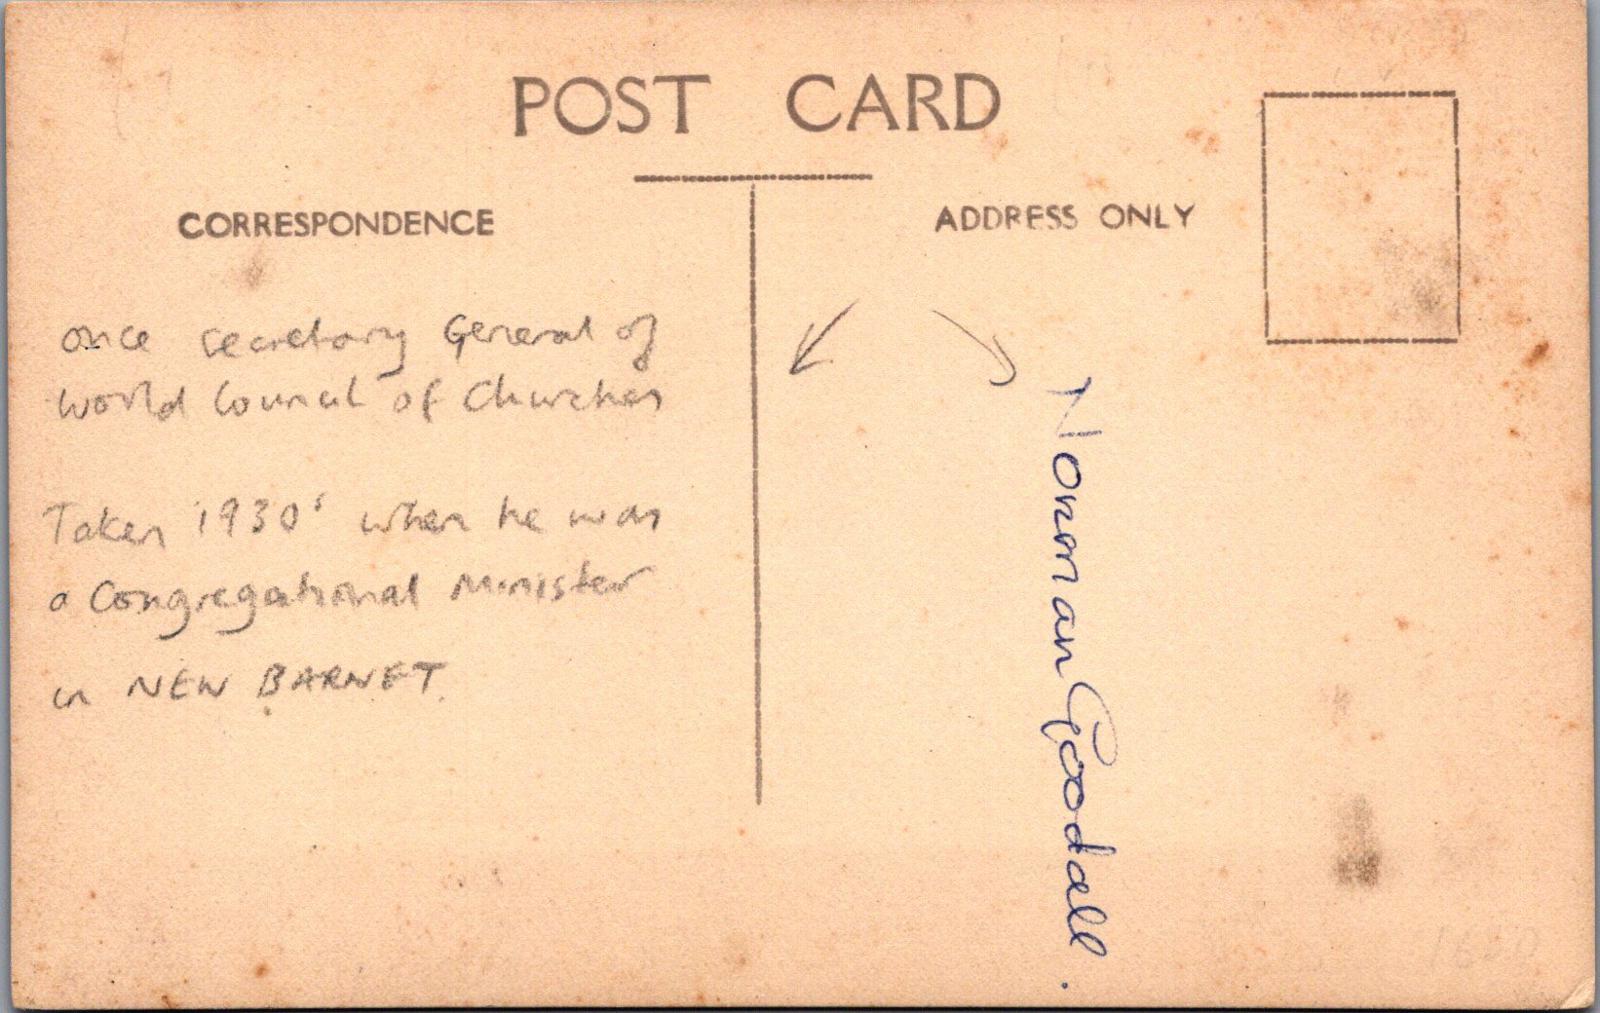 POST CARD
CORRESPONDENCE
ADDRESS ONLY
once secretary General of
World Council of Churches
Taken 1930's when he was
a Congregational Minister
in NEW BARNET
Norman Goodall.